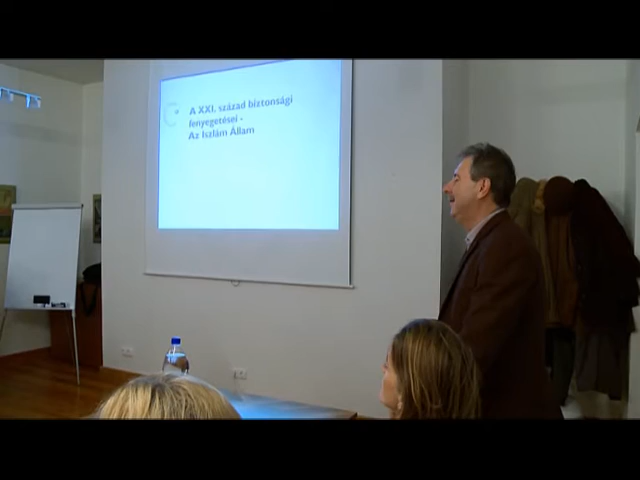 A XXI. század biztonsági
fenyegetései -
Az Iszlám Állam